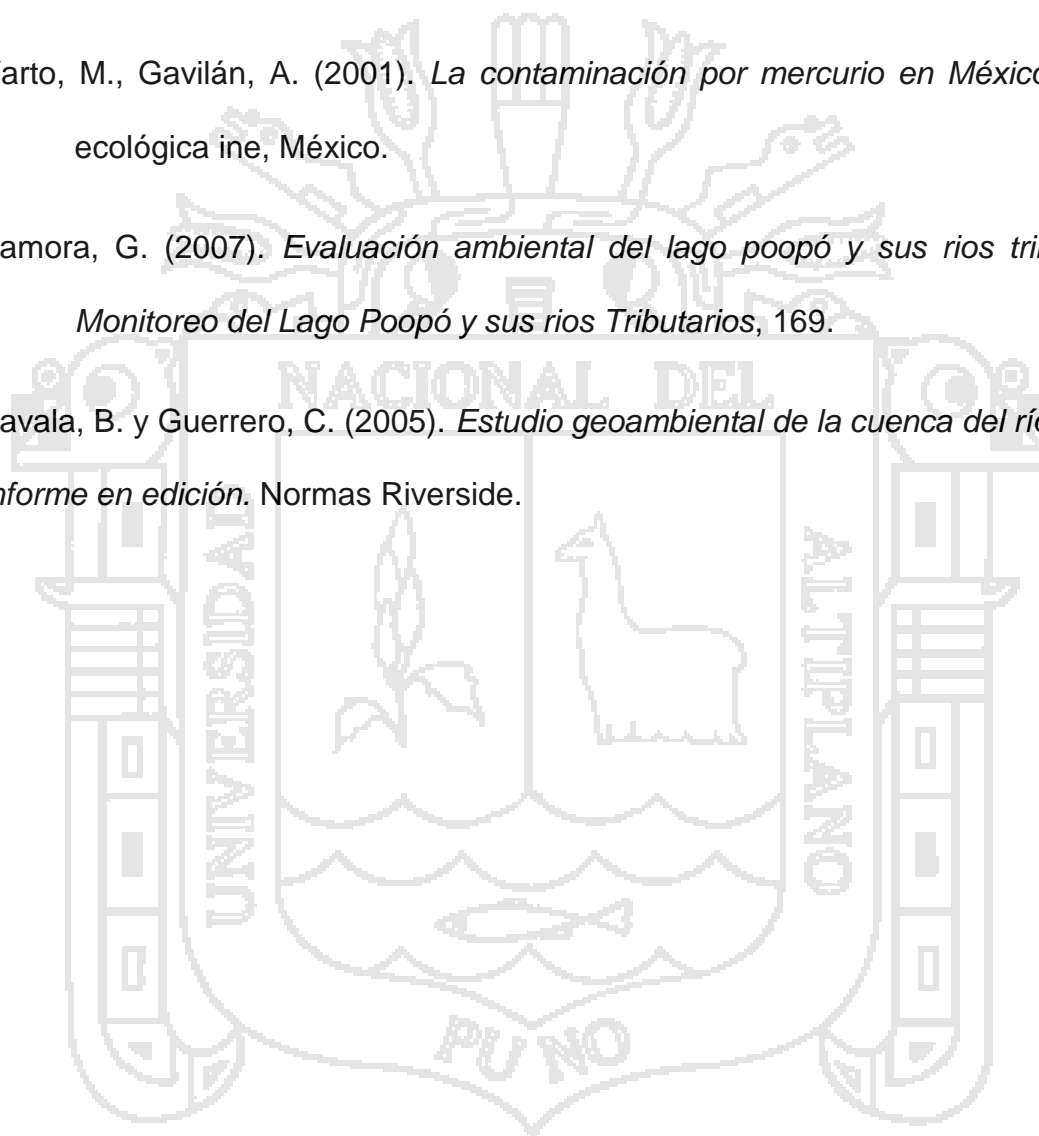 arto, M., Gavilán, A. (2001). La contaminación por mercurio en México
ecológica ine, México.
amora, G. (2007). Evaluación ambiental del lago poopó y sus rios tri
Monitoreo del Lago Poopó y sus rios Tributarios, 169.
avala, B. y Guerrero, C. (2005). Estudio geoambiental de la cuenca del río
nforme en edición. Normas Riverside.
NACIONAL DEL
UNIVERSIDAD
ALTIPLANO
PUNO